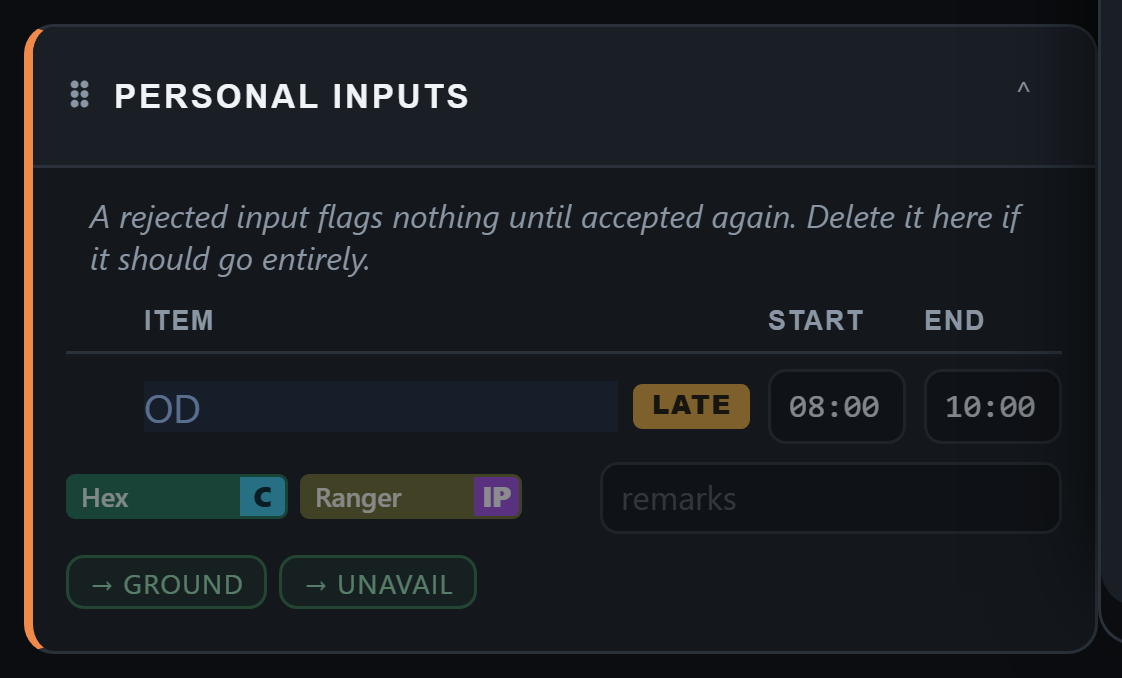 PERSONAL INPUTS ^
A rejected input flags nothing until accepted again. Delete it here if
it should go entirely.
ITEM START END
OD LATE 08:00 10:00
Hex C Ranger IP remarks
→ GROUND → UNAVAIL